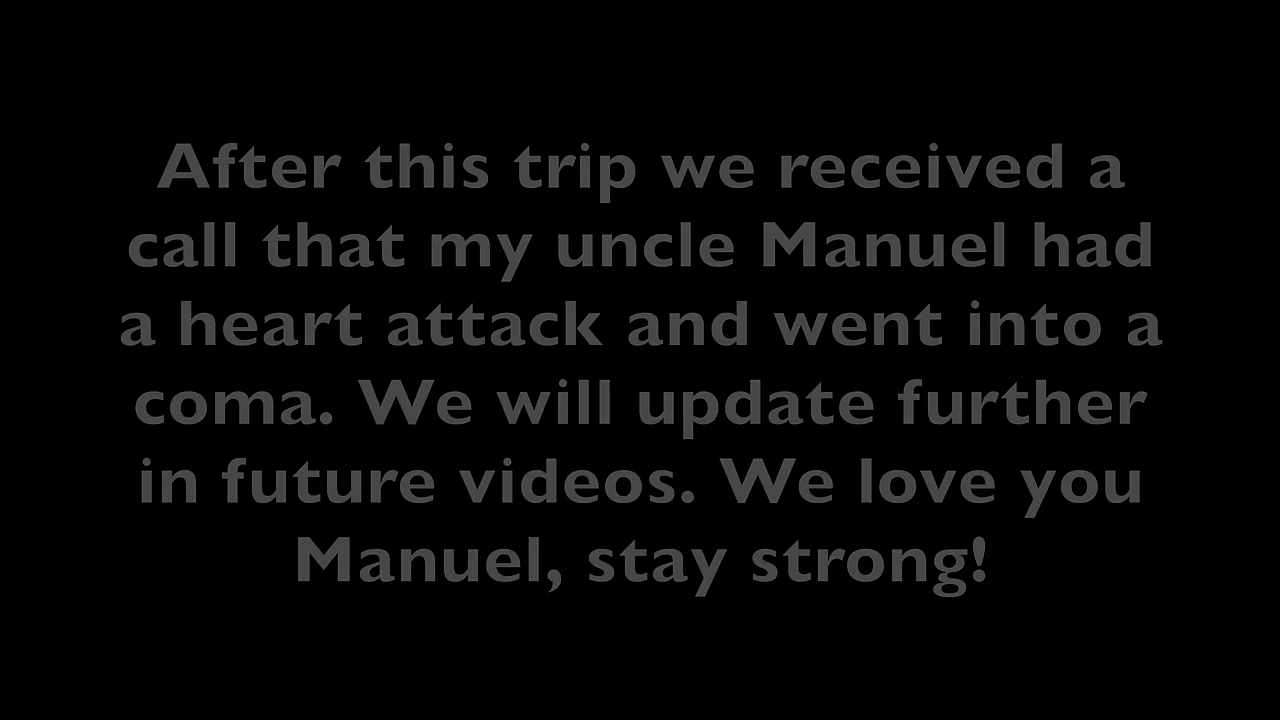 After this trip we received a
call that my uncle Manuel had
a heart attack and went into a
coma. We will update further
in future videos. We love you
Manuel, stay strong!